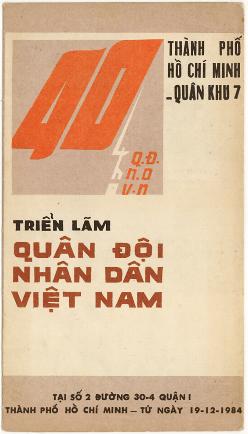 40
THÀNH PHỐ
HỒ CHÍ MINH
-QUÂN KHU 7
Q.Đ.
n.d
v.n
TRIỂN LÃM
QUÂN ĐỘI
NHÂN DÂN
VIỆT NAM
TẠI SỐ 2 ĐƯỜNG 30-4 QUẬN I
THÀNH PHỐ HỒ CHÍ MINH — TỪ NGÀY 19-12-1984